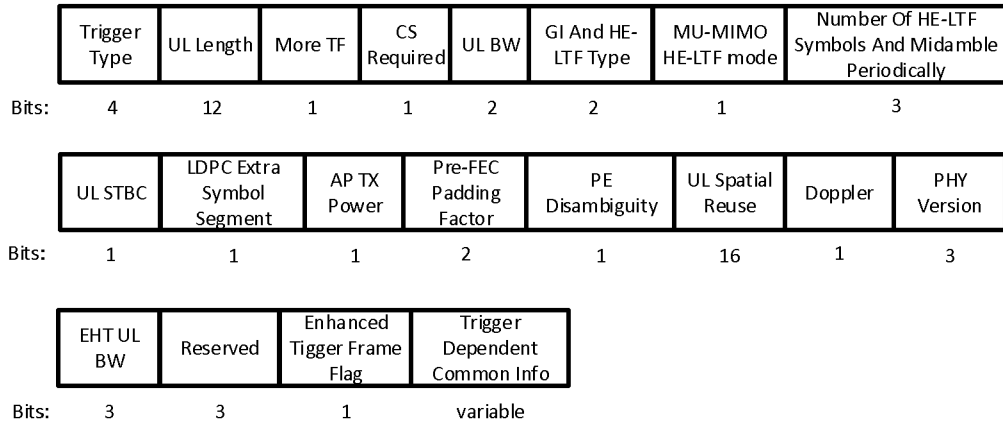 Trigger Type
UL Length
More TF
CS Required
UL BW
GI And HE-LTF Type
MU-MIMO HE-LTF mode
Number Of HE-LTF Symbols And Midamble Periodically
Bits: 4 12 1 1 2 2 1 3
UL STBC
LDPC Extra Symbol Segment
AP TX Power
Pre-FEC Padding Factor
PE Disambiguity
UL Spatial Reuse
Doppler
PHY Version
Bits: 1 1 1 2 1 16 1 3
EHT UL BW
Reserved
Enhanced Tigger Frame Flag
Trigger Dependent Common Info
Bits: 3 3 1 variable